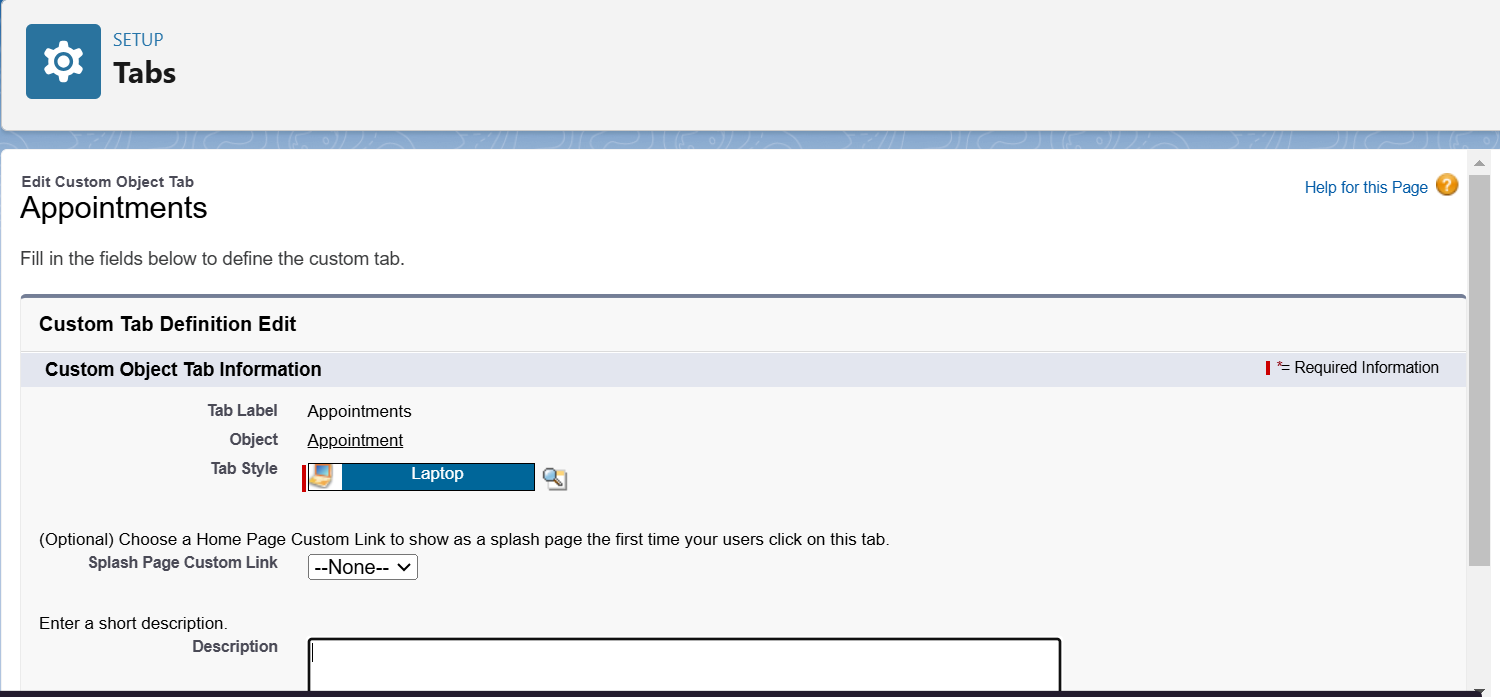 SETUP
Tabs
Edit Custom Object Tab
Appointments
Help for this Page ?
Fill in the fields below to define the custom tab.
Custom Tab Definition Edit
Custom Object Tab Information
*= Required Information
Tab Label Appointments
Object Appointment
Tab Style Laptop
(Optional) Choose a Home Page Custom Link to show as a splash page the first time your users click on this tab.
Splash Page Custom Link --None--
Enter a short description.
Description